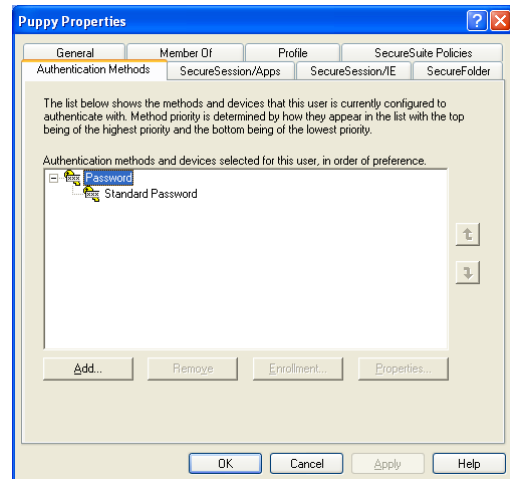 Puppy Properties
General Member Of Profile SecureSuite Policies
Authentication Methods SecureSession/Apps SecureSession/IE SecureFolder
The list below shows the methods and devices that this user is currently configured to
authenticate with. Method priority is determined by how they appear in the list with the top
being of the highest priority and the bottom being of the lowest priority.
Authentication methods and devices selected for this user, in order of preference.
Password
Standard Password
Add... Remove Enrollment... Properties...
OK Cancel Apply Help